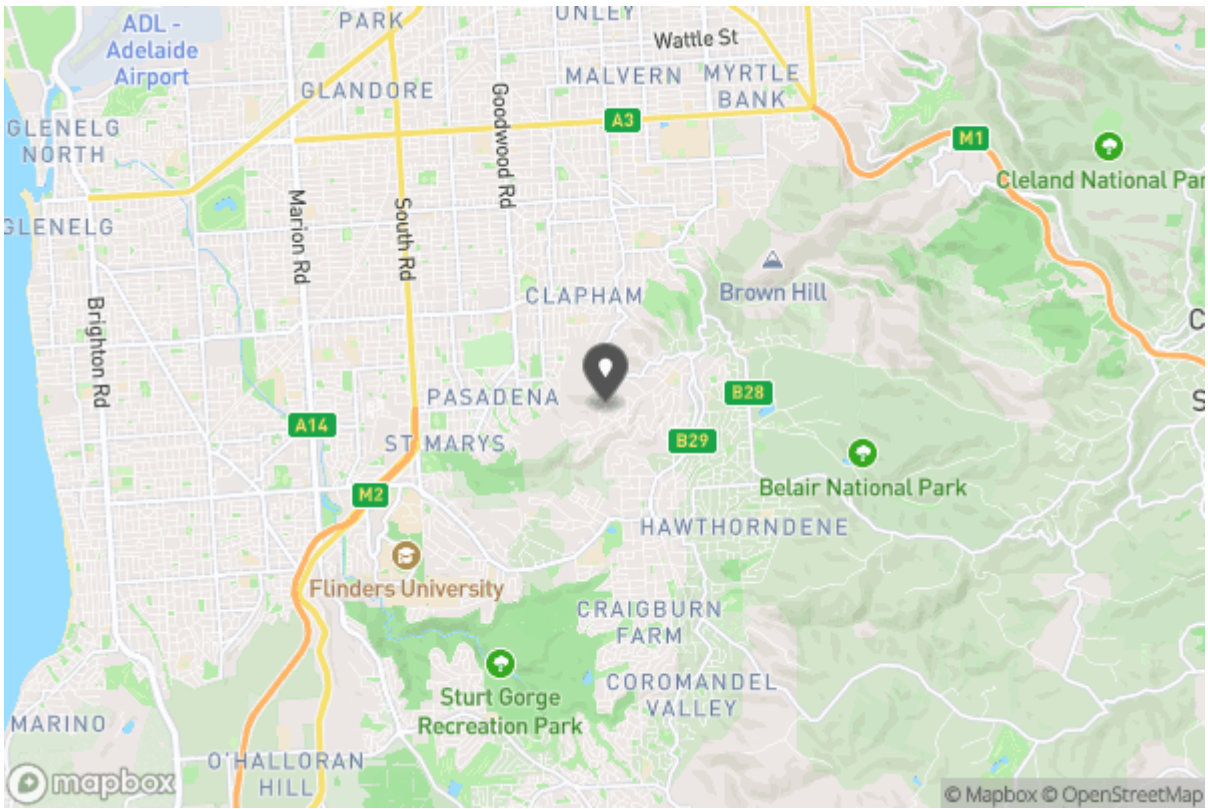 UNLEY
ADL -
Adelaide
Airport
PARK
Wattle St
MALVERN
MYRTLE
BANK
GLANDORE
Goodwood Rd
A3
GLENELG
NORTH
M1
Cleland National Par
Marion Rd
South Rd
GLENELG
Brown Hill
CLAPHAM
Brighton Rd
C
PASADENA
B28
S
A14
ST MARYS
B29
Belair National Park
M2
HAWTHORNDENE
Flinders University
CRAIGBURN
FARM
Sturt Gorge
Recreation Park
COROMANDEL
VALLEY
MARINO
O'HALLORAN
HILL
mapbox
© Mapbox © OpenStreetMap